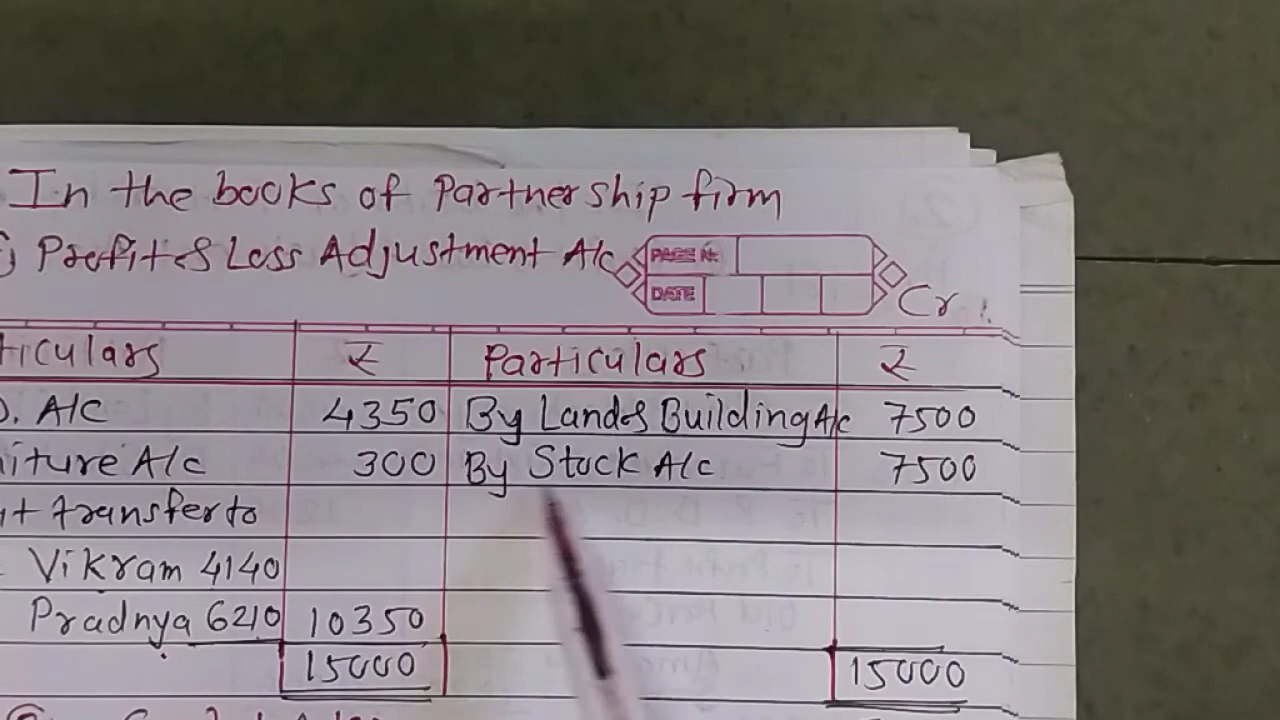 In the books of Partnership firm
Profit & Loss Adjustment A/c
PAGE No.
DATE
Cr.
ticulars ₹ Particulars ₹
D. A/c 4350 By Land & Building A/c 7500
niture A/c 300 By Stock A/c 7500
transfer to
Vikram 4140
Pradnya 6210 10350
15000 15000